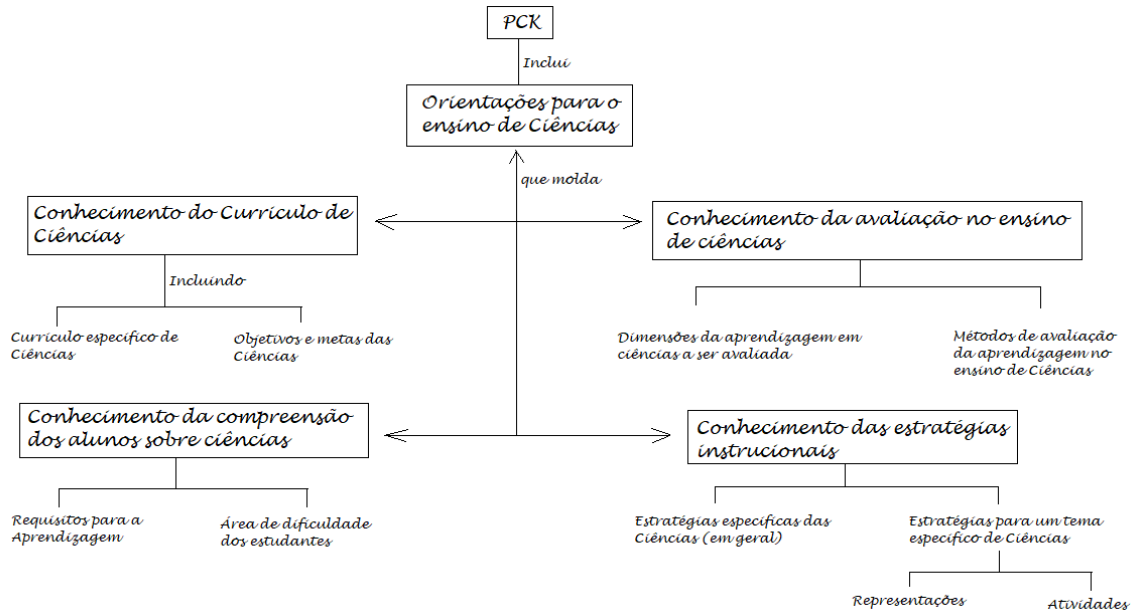 PCK
Inclui
Orientações para o
ensino de Ciências
que molda
Conhecimento do Currículo de
Ciências
Conhecimento da avaliação no ensino
de ciências
Incluindo
Currículo específico de
Ciências
Objetivos e metas das
Ciências
Dimensões da aprendizagem em
ciências a ser avaliada
Métodos de avaliação
da aprendizagem no
ensino de Ciências
Conhecimento da compreensão
dos alunos sobre ciências
Conhecimento das estratégias
instrucionais
Requisitos para a
Aprendizagem
Área de dificuldade
dos estudantes
Estratégias específicas das
Ciências (em geral)
Estratégias para um tema
específico de Ciências
Representações
Atividades